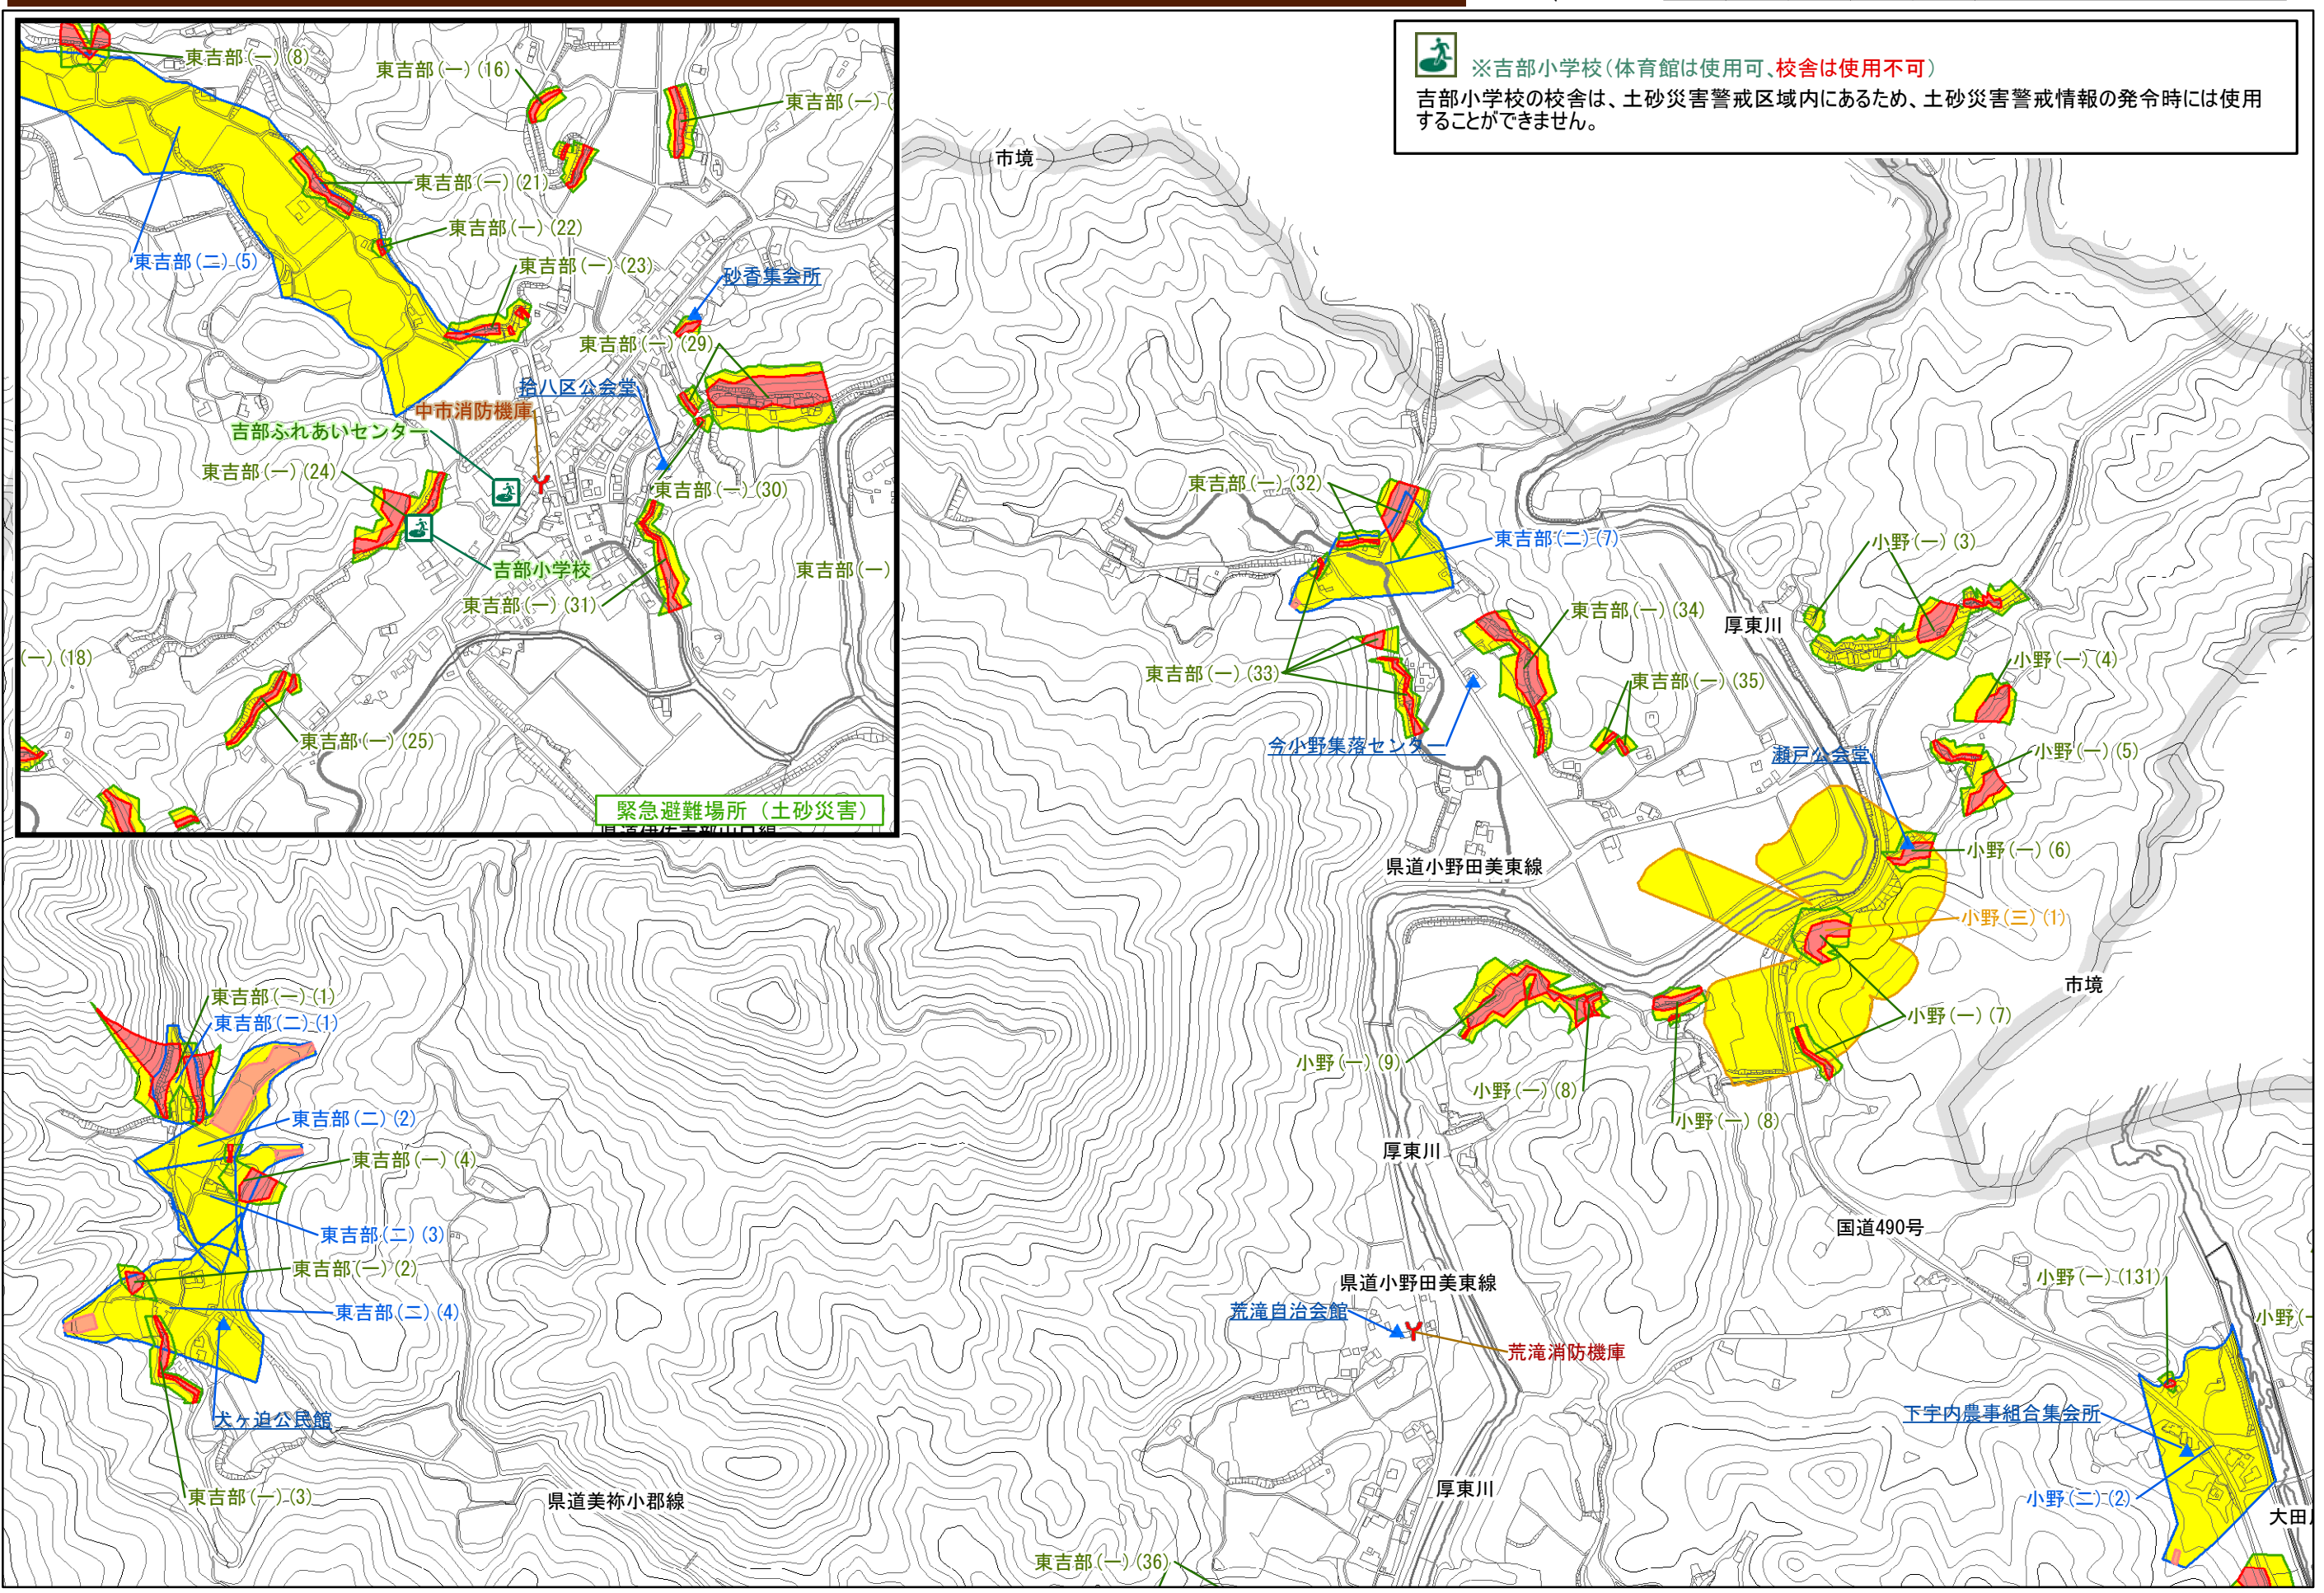 ※吉部小学校(体育館は使用可、校舎は使用不可)
吉部小学校の校舎は、土砂災害警戒区域内にあるため、土砂災害警戒情報の発令時には使用
することができません。
東吉部(一)(8)
東吉部(一)(16)
東吉部(一)
東吉部(一)(21)
東吉部(一)(22)
東吉部(二)(5)
東吉部(一)(23)
砂香集会所
東吉部(一)(29)
拾八区公会堂
中市消防機庫
吉部ふれあいセンター
東吉部(一)(24)
東吉部(一)(30)
吉部小学校
東吉部(一)
東吉部(一)(31)
(一)(18)
東吉部(一)(25)
緊急避難場所(土砂災害)
市境
東吉部(一)(32)
東吉部(二)(7)
小野(一)(3)
東吉部(一)(34)
厚東川
小野(一)(4)
東吉部(一)(33)
東吉部(一)(35)
今小野集落センター
瀬戸公会堂
小野(一)(5)
小野(一)(6)
県道小野田美東線
小野(三)(1)
市境
小野(一)(7)
小野(一)(9)
小野(一)(8)
小野(一)(8)
厚東川
東吉部(一)(1)
東吉部(二)(1)
東吉部(二)(2)
東吉部(一)(4)
東吉部(二)(3)
東吉部(一)(2)
東吉部(二)(4)
犬ヶ迫公民館
東吉部(一)(3)
県道美祢小郡線
国道490号
小野(一)(131)
県道小野田美東線
荒滝自治会館
荒滝消防機庫
小野(
下宇内農事組合集会所
厚東川
小野(二)(2)
大田
東吉部(一)(36)